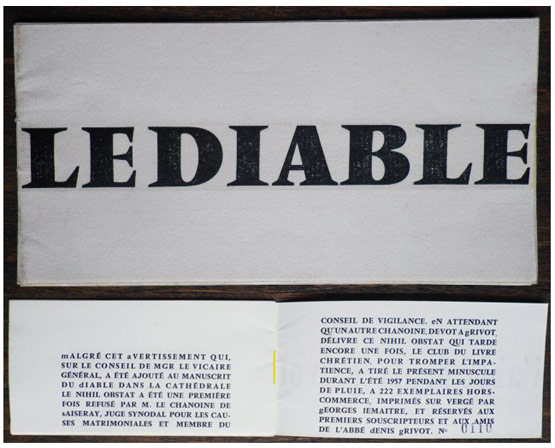 LE DIABLE
mALGRÉ CET aVERTISSEMENT QUI,
SUR LE CONSEIL DE MGR LE VICAIRE
GÉNÉRAL, A ÉTÉ AJOUTÉ AU MANUSCRIT
DU dIABLE DANS LA CATHÉDRALE
LE NIHIL OBSTAT A ÉTÉ UNE PREMIÈRE
FOIS REFUSÉ PAR M. LE CHANOINE DE
sAISERAY, JUGE SYNODAL POUR LES CAU-
SES MATRIMONIALES ET MEMBRE DU
CONSEIL DE VIGILANCE. eN ATTENDANT
QU'UN AUTRE CHANOINE, DEVOT A gRIVOT,
DÉLIVRE CE NIHIL OBSTAT QUI TARDE
ENCORE UNE FOIS, LE CLUB DU LIVRE
CHRÉTIEN, POUR TROMPER L'IMPA-
TIENCE, A TIRÉ LE PRÉSENT MINUSCULE
DURANT L'ÉTÉ 1957 PENDANT LES JOURS
DE PLUIE, A 222 EXEMPLAIRES HORS-
COMMERCE, IMPRIMÉS SUR VERGÉ PAR
gEORGES lEMAITRE, ET RÉSERVÉS AUX
PREMIERS SOUSCRIPTEURS ET AUX AMIS
DE L'ABBÉ dENIS gRIVOT. N° 0110